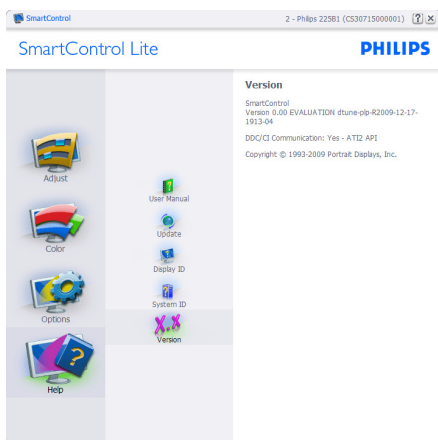 SmartControl
2 - Philips 225B1 (CS30715000001)
SmartControl Lite
PHILIPS
Adjust
Color
Options
Help
User Manual
Update
Display ID
System ID
X.X
Version
Version
SmartControl
Version 0.00 EVALUATION dtune-plp-R2009-12-17-
1913-04
DDC/CI Communication: Yes - ATI2 API
Copyright © 1993-2009 Portrait Displays, Inc.